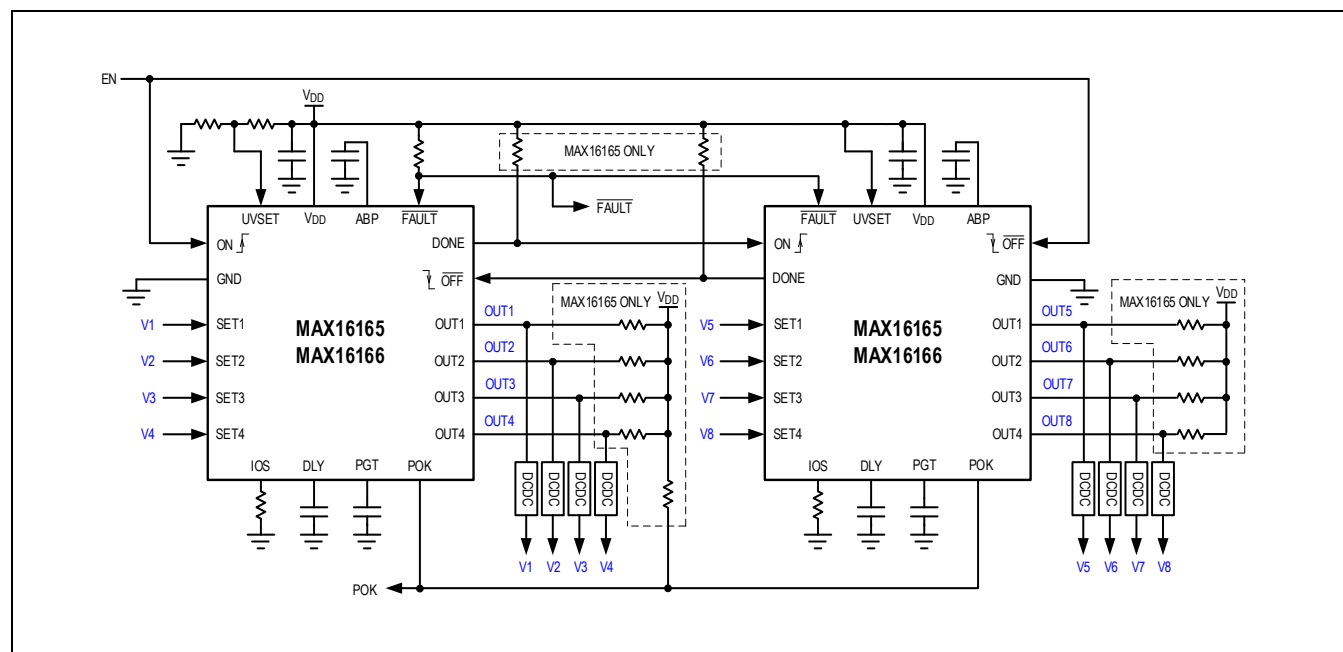 EN
VDD
MAX16165 ONLY
FAULT
UVSET VDD ABP FAULT
ON DONE
GND OFF
MAX16165
MAX16166
V1 SET1 OUT1 OUT1
V2 SET2 OUT2 OUT2
V3 SET3 OUT3 OUT3
V4 SET4 OUT4 OUT4
IOS DLY PGT POK
MAX16165 ONLY VDD
DCDC DCDC DCDC DCDC
V1 V2 V3 V4
FAULT UVSET VDD ABP
ON OFF
DONE GND
MAX16165
MAX16166
V5 SET1 OUT1 OUT5
V6 SET2 OUT2 OUT6
V7 SET3 OUT3 OUT7
V8 SET4 OUT4 OUT8
IOS DLY PGT POK
MAX16165 ONLY VDD
DCDC DCDC DCDC DCDC
V5 V6 V7 V8
POK